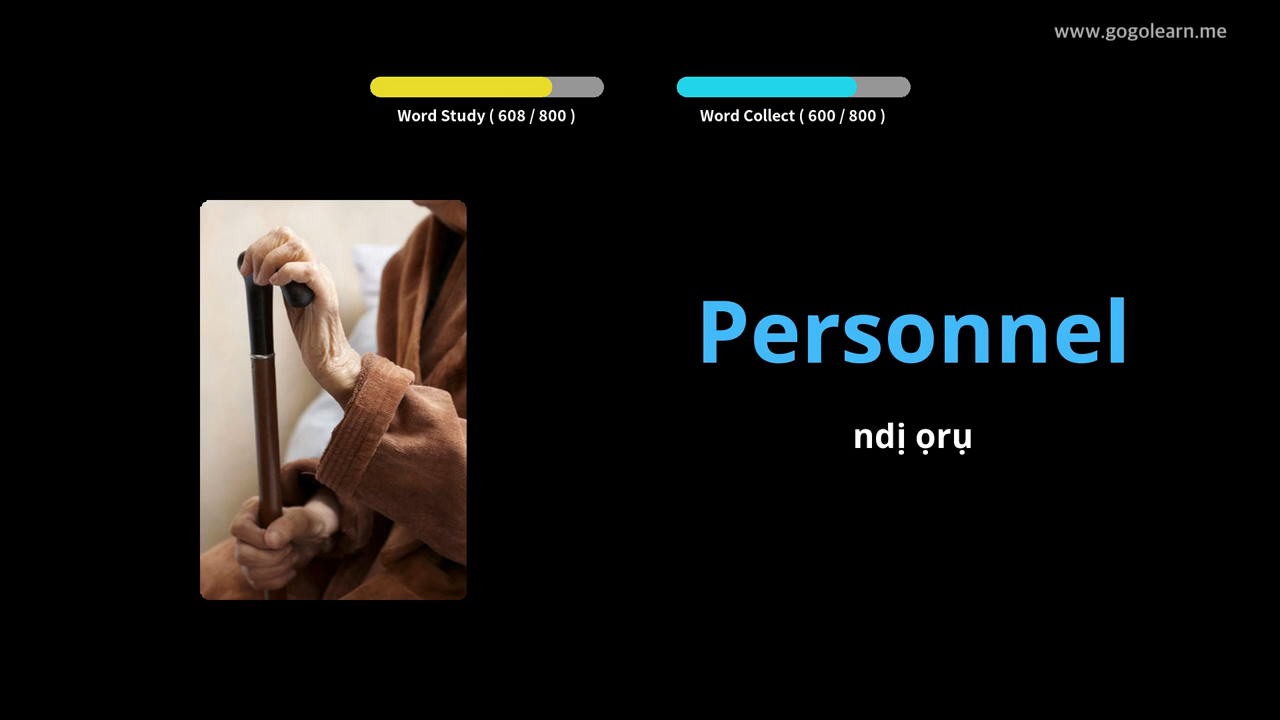 www.gogolearn.me
Word Study ( 608 / 800 )
Word Collect ( 600 / 800 )
Personnel
ndị ọrụ